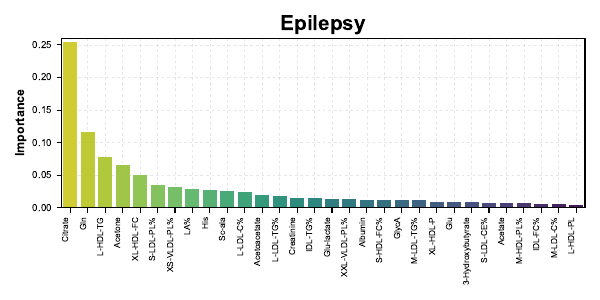 Epilepsy
Importance
0.25
0.20
0.15
0.10
0.05
0.00
Citrate
Gln
L-HDL-TG
Acetone
XL-HDL-FC
S-LDL-PL%
XS-VLDL-PL%
LA%
His
Sc-ala
L-LDL-C%
Acetoacetate
L-LDL-TG%
Creatinine
IDL-TG%
Glu-lactate
XXL-VLDL-PL%
Albumin
S-HDL-FC%
GlycA
M-LDL-TG%
XL-HDL-P
Glu
3-Hydroxybutyrate
S-LDL-CE%
Acetate
M-HDL-PL%
IDL-FC%
M-LDL-C%
L-HDL-PL